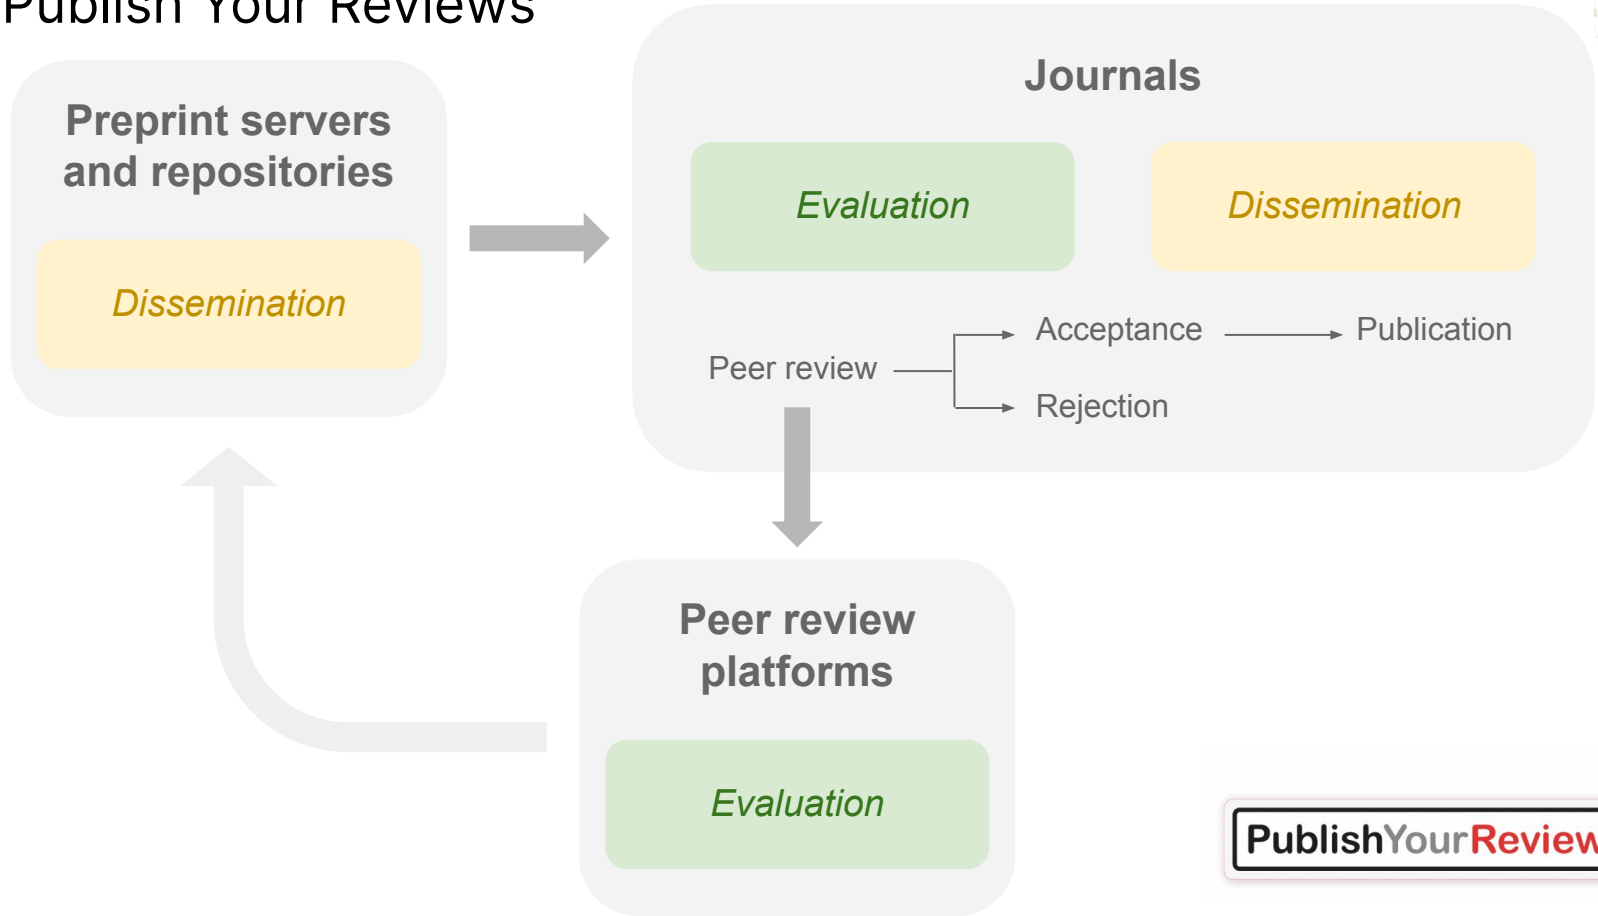 Publish Your Reviews
Preprint servers
and repositories
Dissemination
Journals
Evaluation
Dissemination
Peer review
Acceptance
Publication
Rejection
Peer review
platforms
Evaluation
PublishYourReview